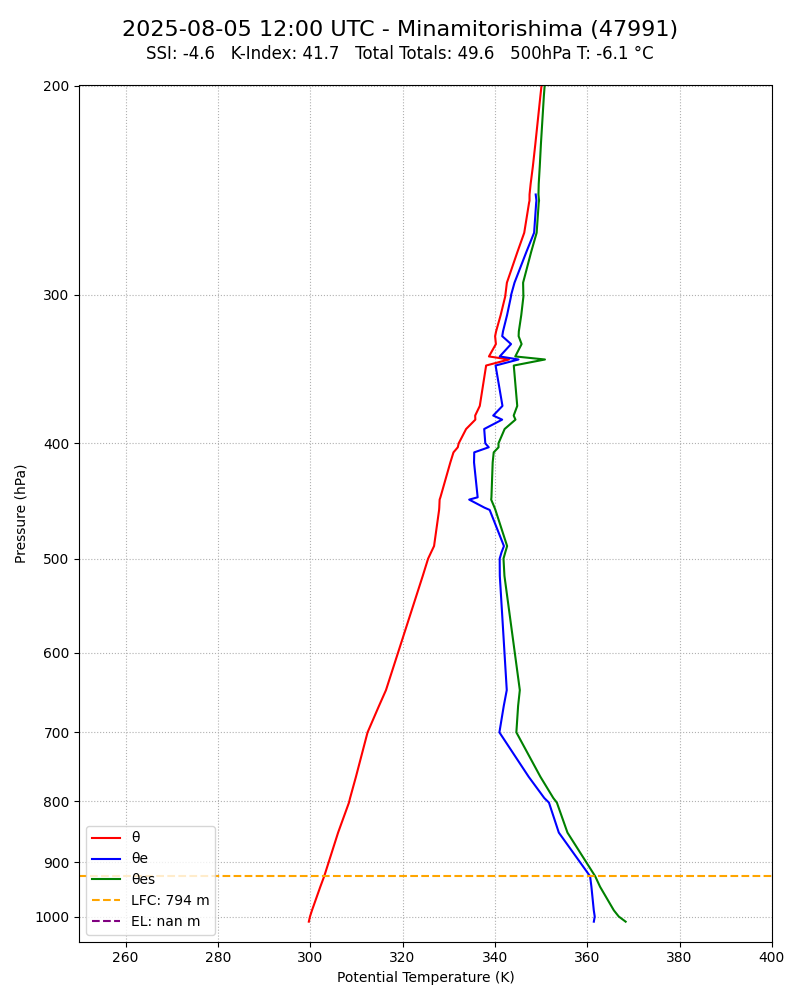 2025-08-05 12:00 UTC - Minamitorishima (47991)
SSI: -4.6   K-Index: 41.7   Total Totals: 49.6   500hPa T: -6.1 °C
Pressure (hPa)
200
300
400
500
600
700
800
900
1000
θ
θe
θes
LFC: 794 m
EL: nan m
260 280 300 320 340 360 380 400
Potential Temperature (K)